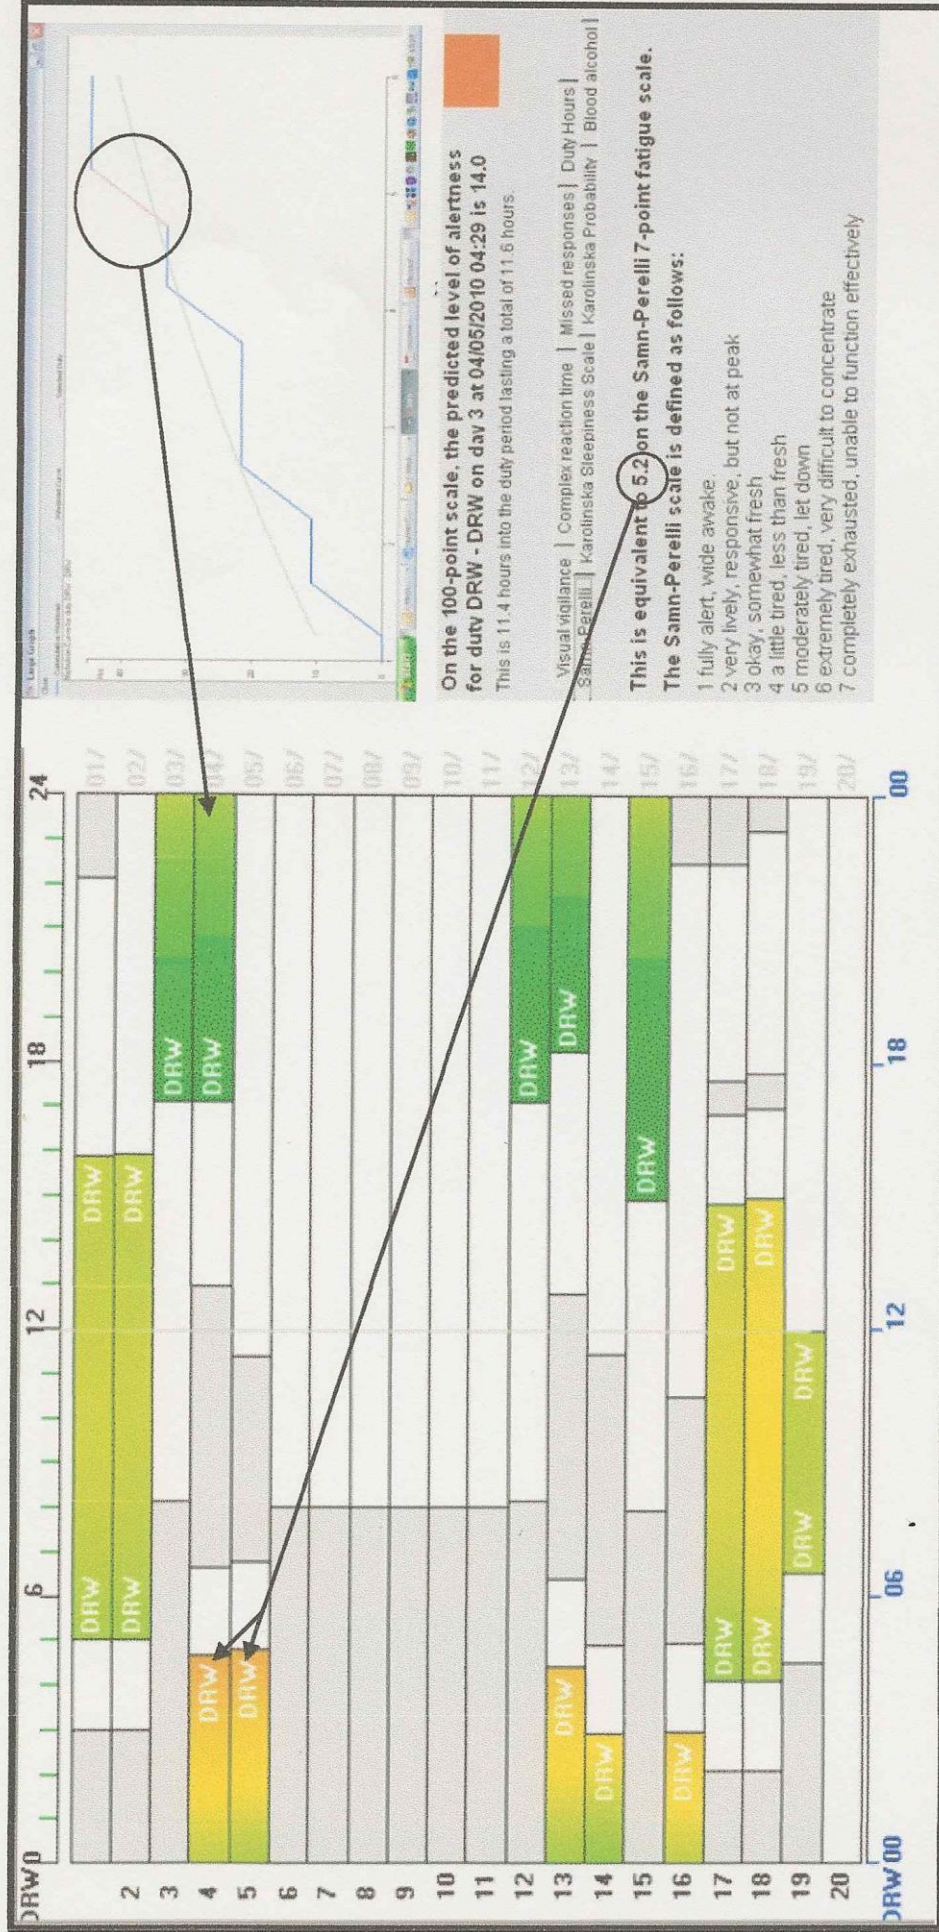 DRW 0 6 12 18 24
DRW DRW 01/
2 DRW DRW 02/
3 DRW 03/
4 DRW DRW 04/
5 DRW 05/
6 06/
7 07/
8 08/
9 09/
10 10/
11 11/
12 DRW 12/
13 DRW DRW 13/
14 DRW 14/
15 DRW 15/
16 DRW 16/
17 DRW DRW 17/
18 DRW DRW 18/
19 DRW DRW 19/
20 20/
DRW 00 06 12 18 00
Large Graph
On the 100-point scale, the predicted level of alertness
for duty DRW - DRW on day 3 at 04/05/2010 04:29 is 14.0
This is 11.4 hours into the duty period lasting a total of 11.6 hours.
Visual vigilance | Complex reaction time | Missed responses | Duty Hours |
Samn-Perelli | Karolinska Sleepiness Scale | Karolinska Probability | Blood alcohol |
This is equivalent to 5.2 on the Samn-Perelli 7-point fatigue scale.
The Samn-Perelli scale is defined as follows:
1 fully alert, wide awake
2 very lively, responsive, but not at peak
3 okay, somewhat fresh
4 a little tired, less than fresh
5 moderately tired, let down
6 extremely tired, very difficult to concentrate
7 completely exhausted, unable to function effectively